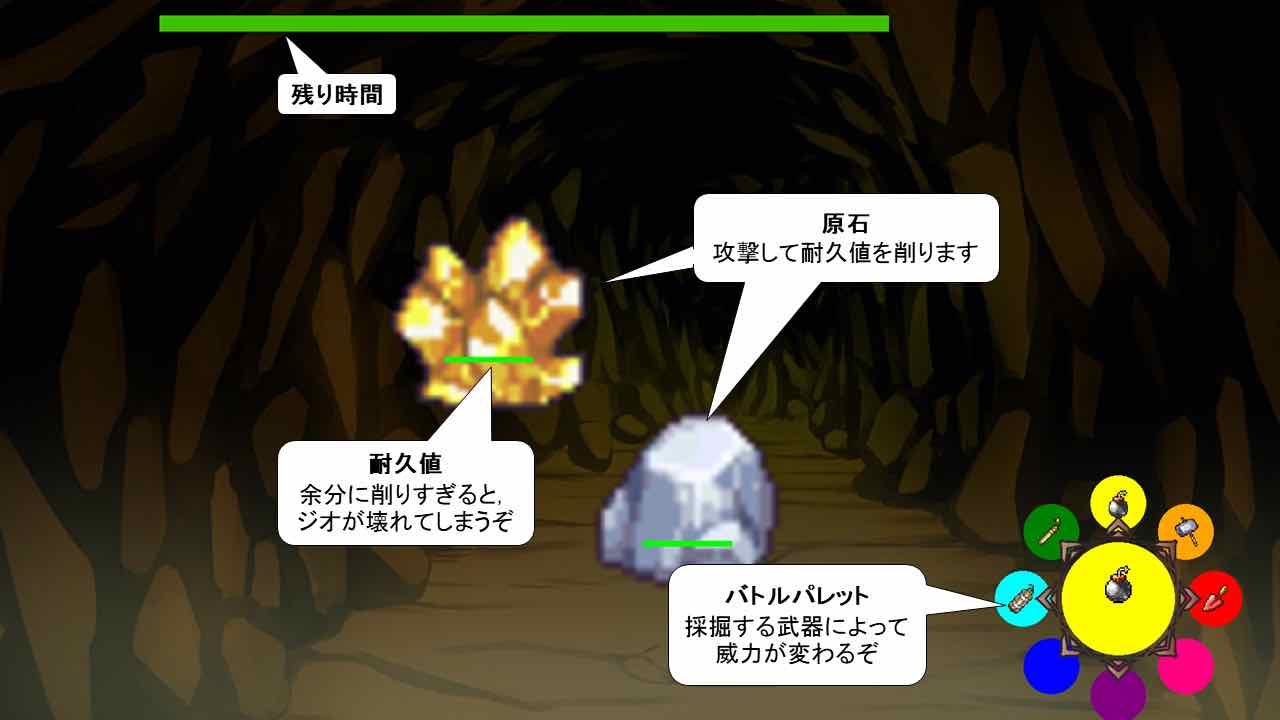 残り時間
原石
攻撃して耐久値を削ります
耐久値
余分に削りすぎると,
ジオが壊れてしまうぞ
バトルパレット
採掘する武器によって
威力が変わるぞ